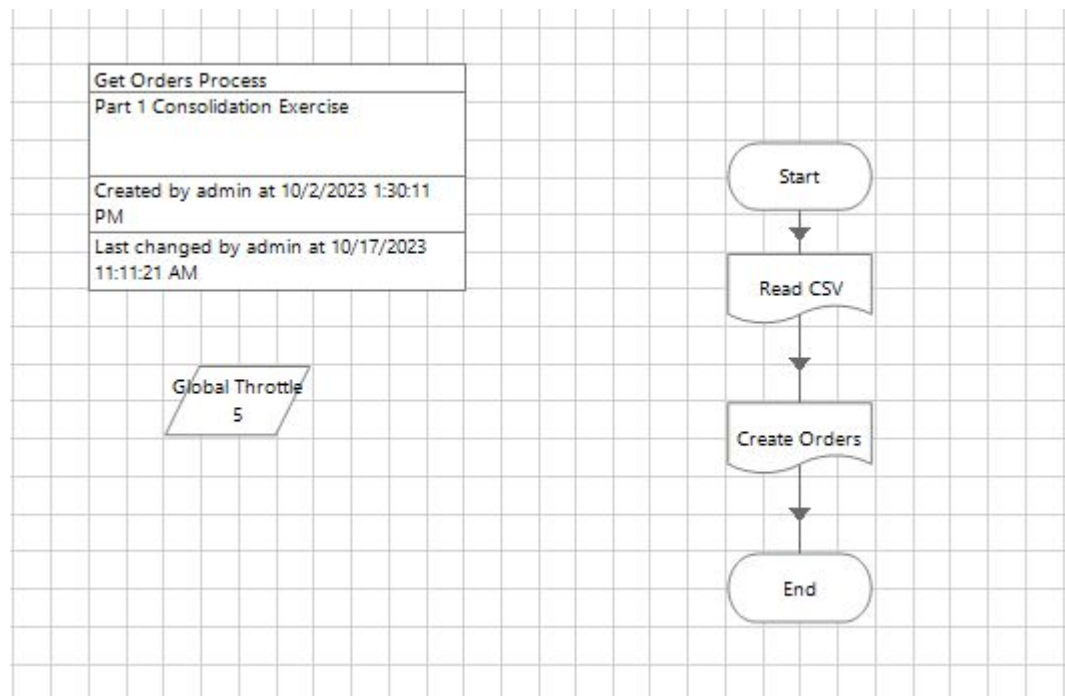 Get Orders Process
Part 1 Consolidation Exercise
Created by admin at 10/2/2023 1:30:11
PM
Last changed by admin at 10/17/2023
11:11:21 AM
Global Throttle
5
Start
Read CSV
Create Orders
End